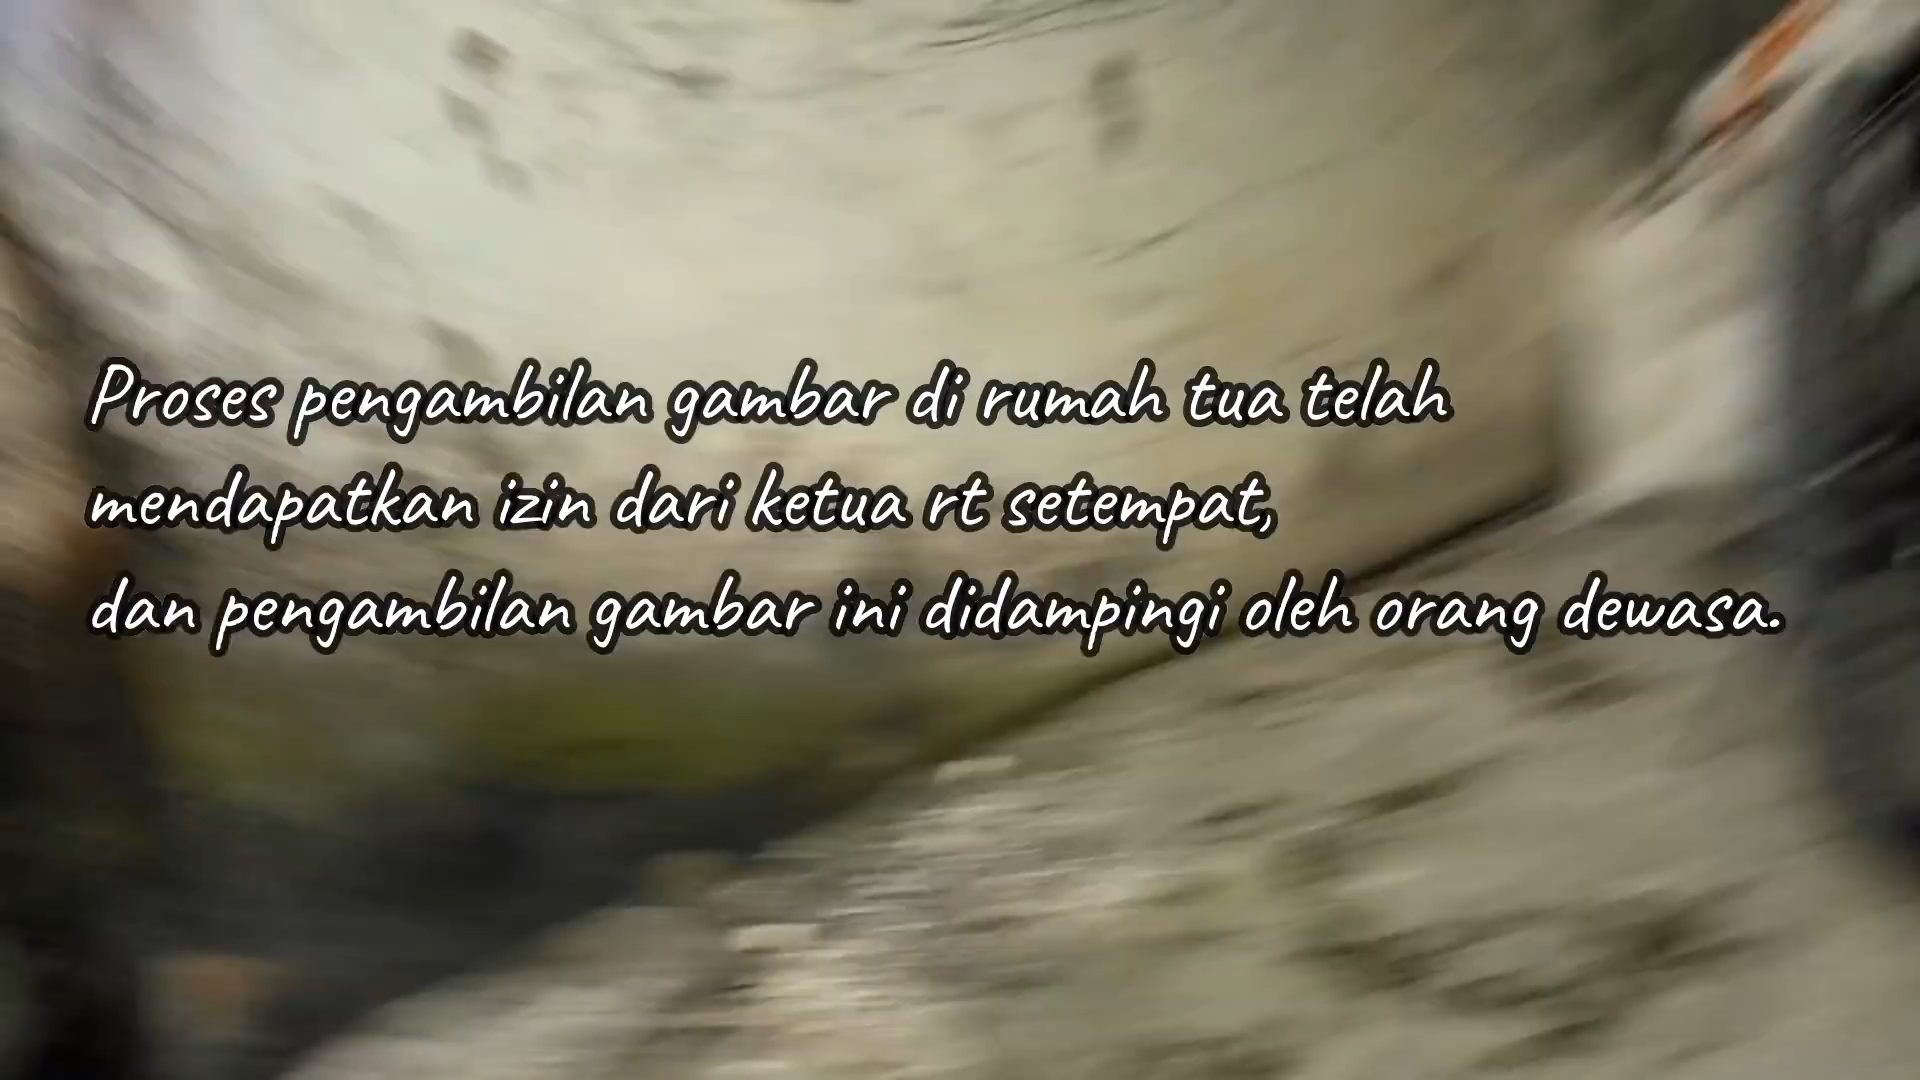 Proses pengambilan gambar di rumah tua telah
mendapatkan izin dari ketua rt setempat,
dan pengambilan gambar ini didampingi oleh orang dewasa.